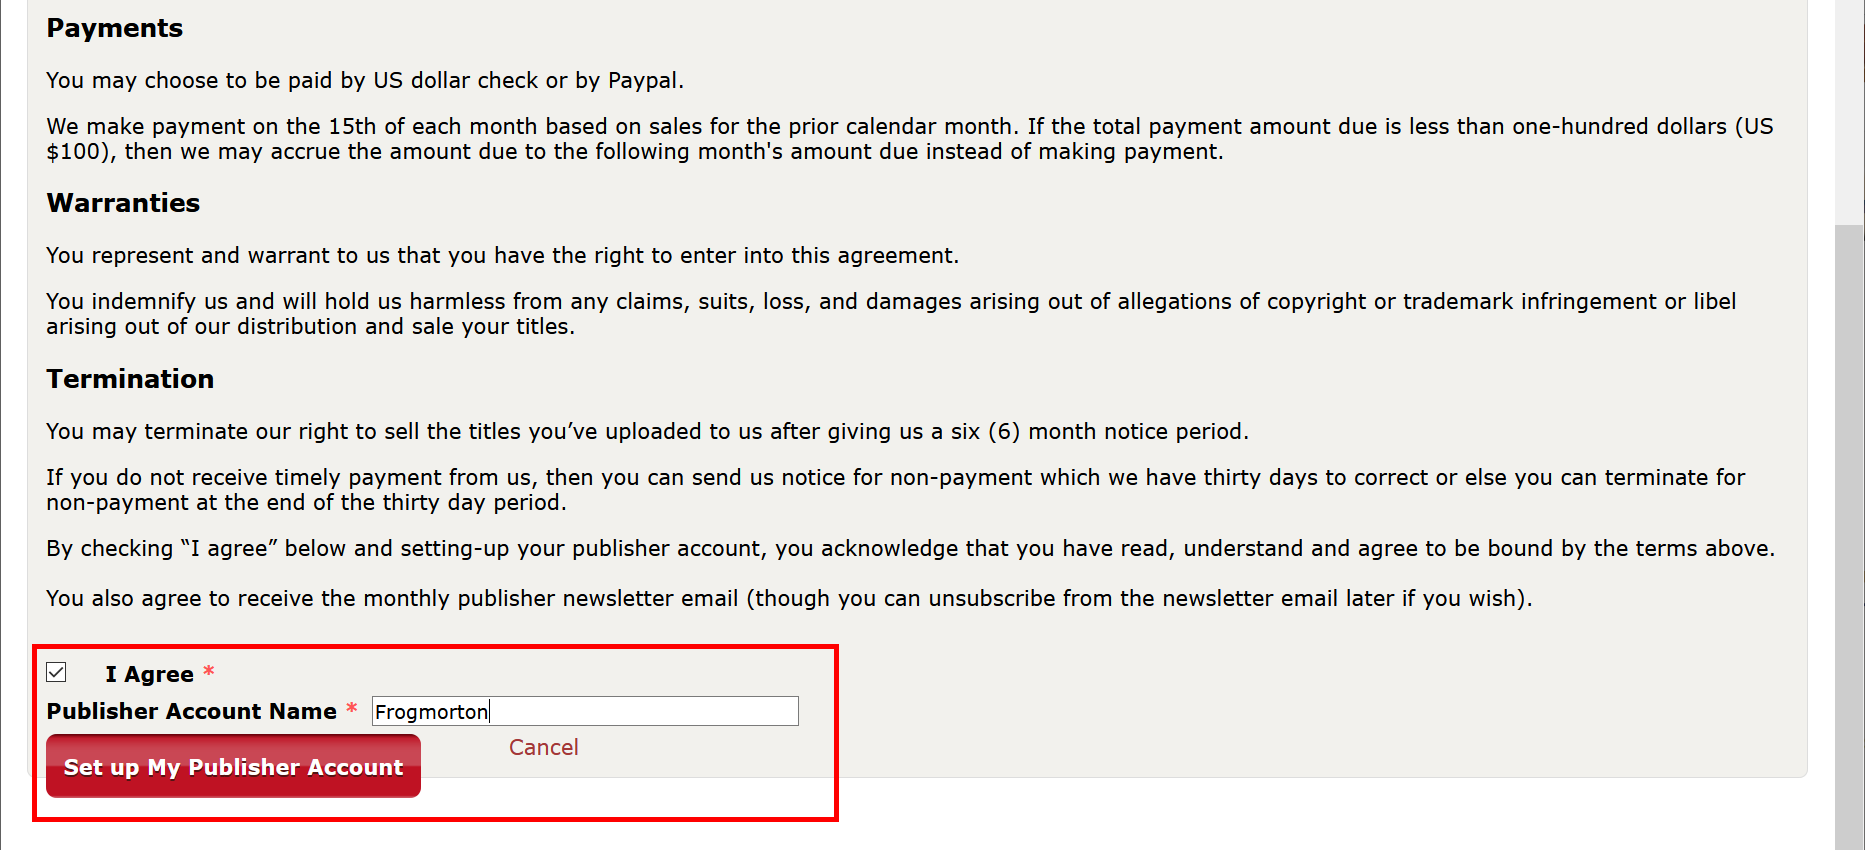 Payments
You may choose to be paid by US dollar check or by Paypal.
We make payment on the 15th of each month based on sales for the prior calendar month. If the total payment amount due is less than one-hundred dollars (US
$100), then we may accrue the amount due to the following month's amount due instead of making payment.
Warranties
You represent and warrant to us that you have the right to enter into this agreement.
You indemnify us and will hold us harmless from any claims, suits, loss, and damages arising out of allegations of copyright or trademark infringement or libel
arising out of our distribution and sale your titles.
Termination
You may terminate our right to sell the titles you’ve uploaded to us after giving us a six (6) month notice period.
If you do not receive timely payment from us, then you can send us notice for non-payment which we have thirty days to correct or else you can terminate for
non-payment at the end of the thirty day period.
By checking “I agree” below and setting-up your publisher account, you acknowledge that you have read, understand and agree to be bound by the terms above.
You also agree to receive the monthly publisher newsletter email (though you can unsubscribe from the newsletter email later if you wish).
I Agree *
Publisher Account Name * Frogmorton
Cancel
Set up My Publisher Account